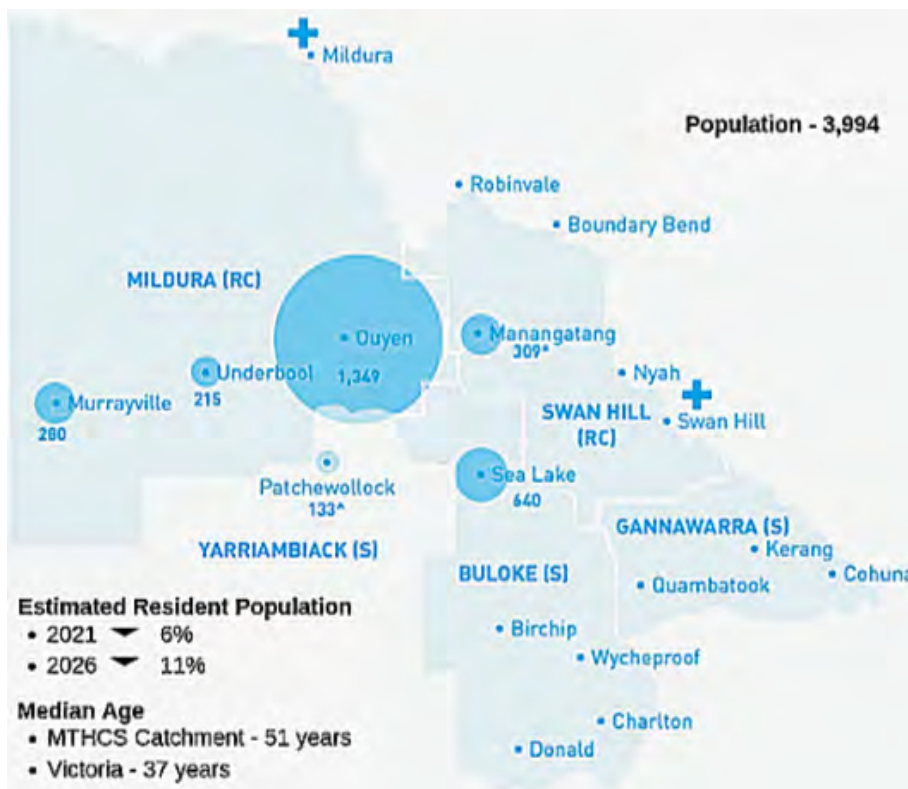 Mildura
Population - 3,994
Robinvale
Boundary Bend
MILDURA (RC)
Ouyen
1,349
Manangatang
309^
Underbool
215
Murrayville
280
Nyah
SWAN HILL
(RC)
Swan Hill
Patchewollock
133^
Sea Lake
640
YARRIAMBIACK (S)
GANNAWARRA (S)
Kerang
BULOKE (S)
Quambatook
Cohuna
Estimated Resident Population
• 2021 6%
• 2026 11%
Birchip
Wycheproof
Median Age
• MTHCS Catchment - 51 years
• Victoria - 37 years
Charlton
Donald